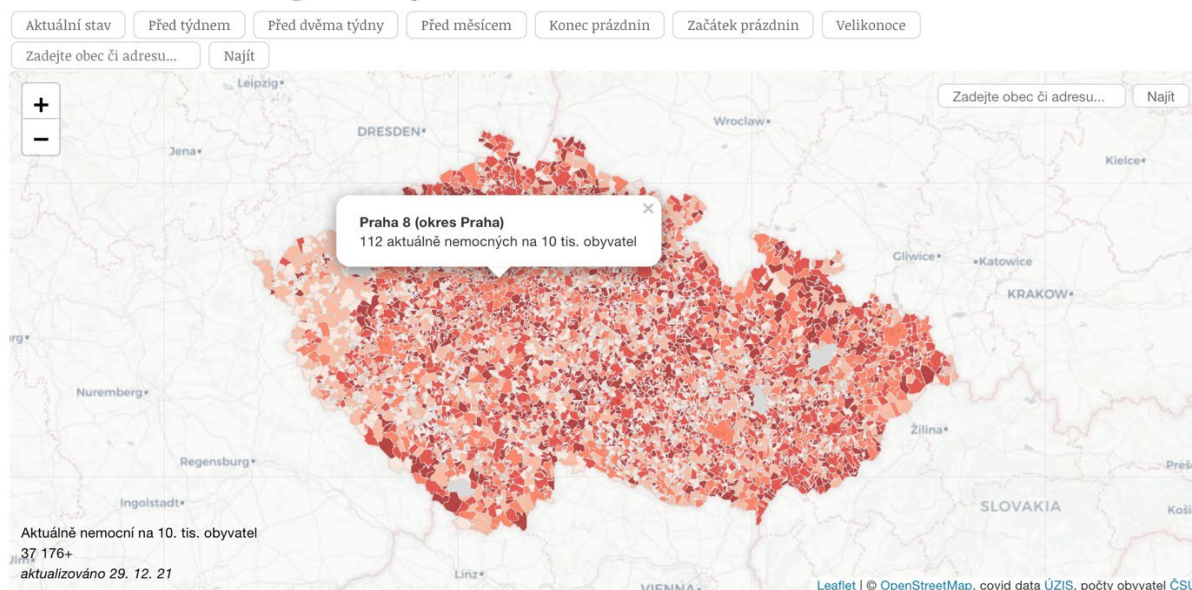 Aktuální stav
Před týdnem
Před dvěma týdny
Před měsícem
Konec prázdnin
Začátek prázdnin
Velikonoce
Zadejte obec či adresu...
Najít
+
−
Zadejte obec či adresu...
Najít
Leipzig
DRESDEN
Wroclaw
Jena
Kielce
Praha 8 (okres Praha)
×
112 aktuálně nemocných na 10 tis. obyvatel
Gliwice
Katowice
KRAKOW
Nuremberg
Žilina
Regensburg
Ingolstadt
SLOVAKIA
Aktuálně nemocní na 10. tis. obyvatel
37 176+
aktualizováno 29. 12. 21
Linz
VIENNA
Leaflet | © OpenStreetMap, covid data ÚZIS, počty obyvatel ČSÚ